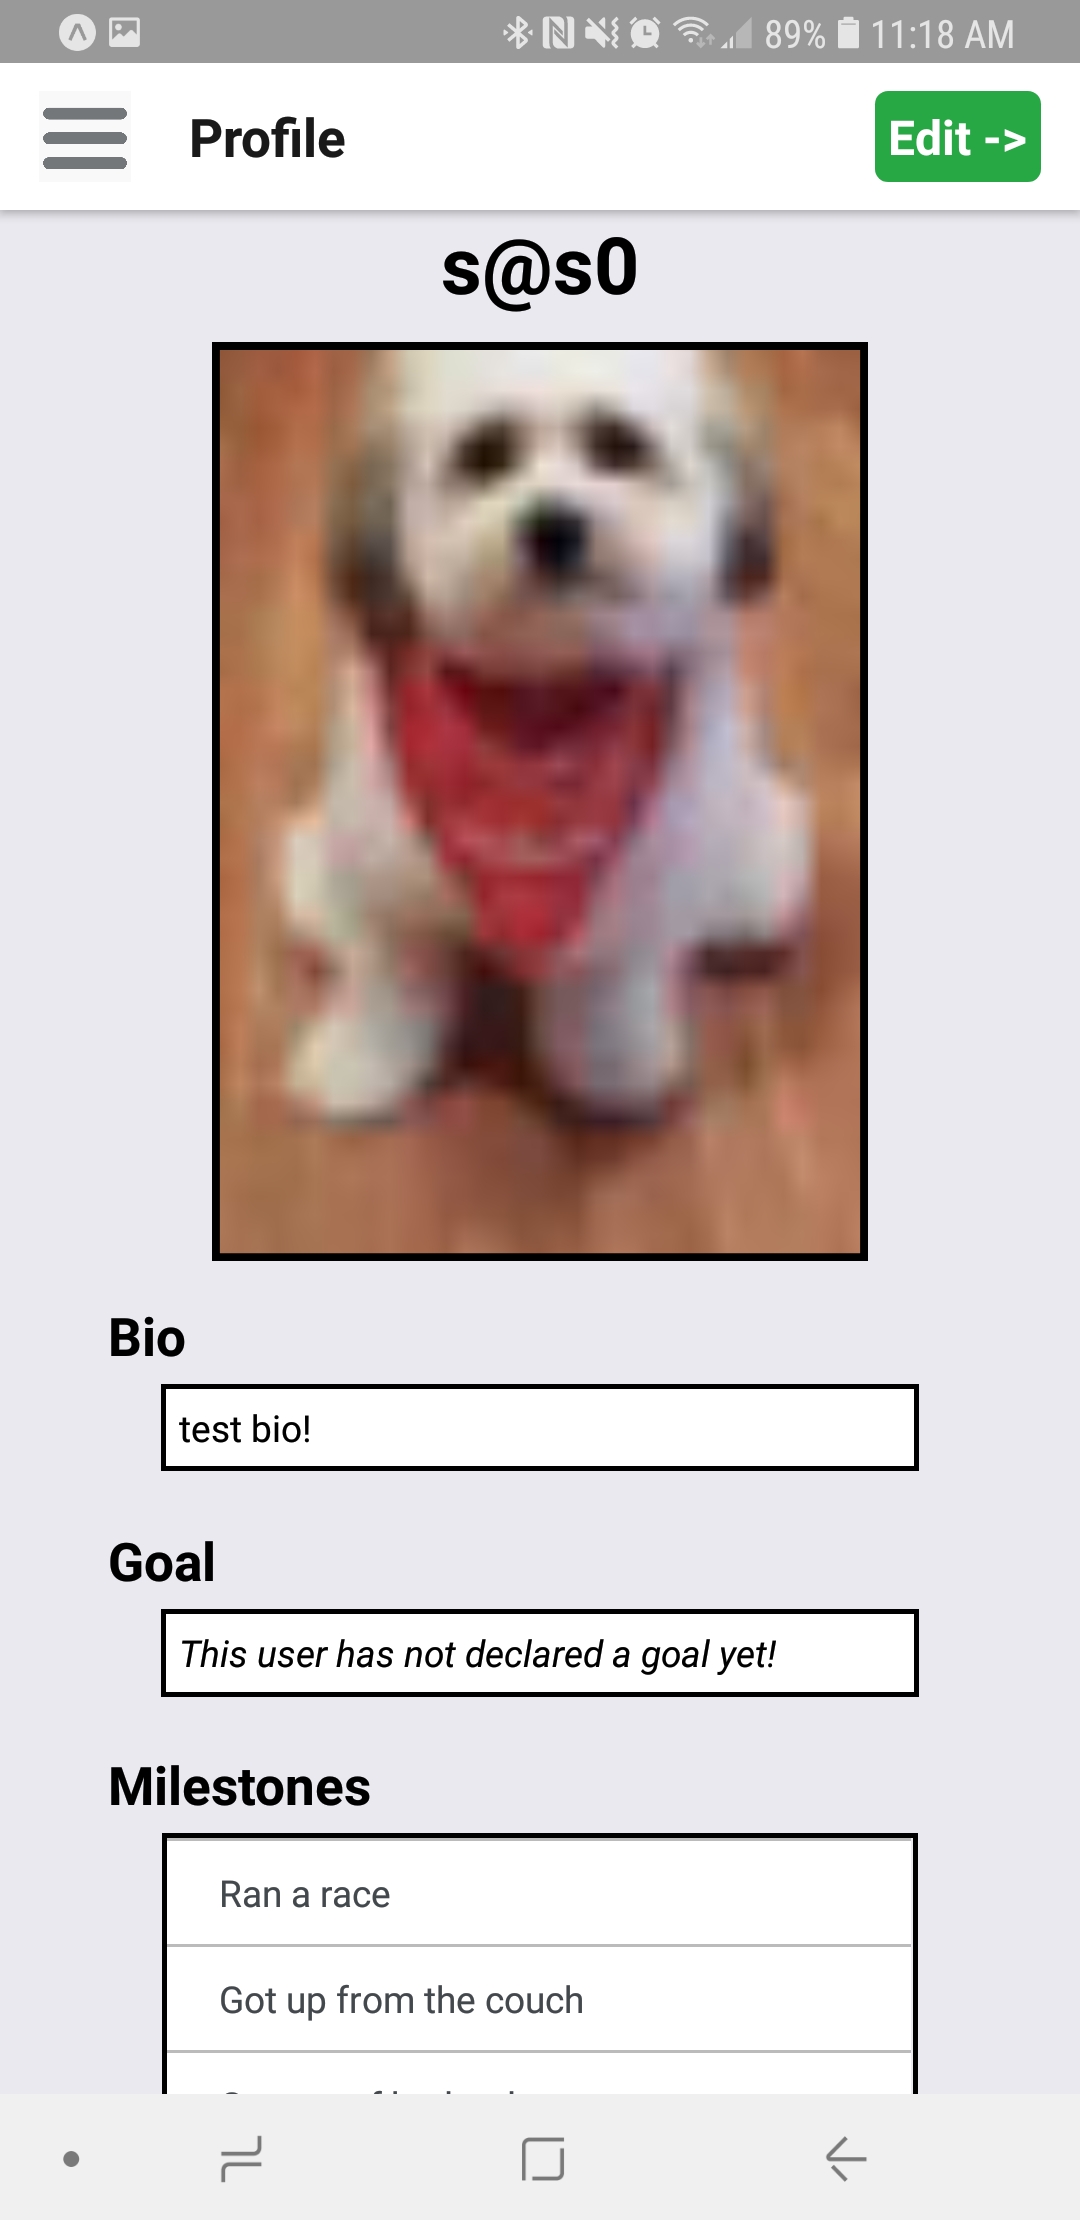 89% 11:18 AM
Profile
Edit ->
s@s0
Bio
test bio!
Goal
This user has not declared a goal yet!
Milestones
Ran a race
Got up from the couch